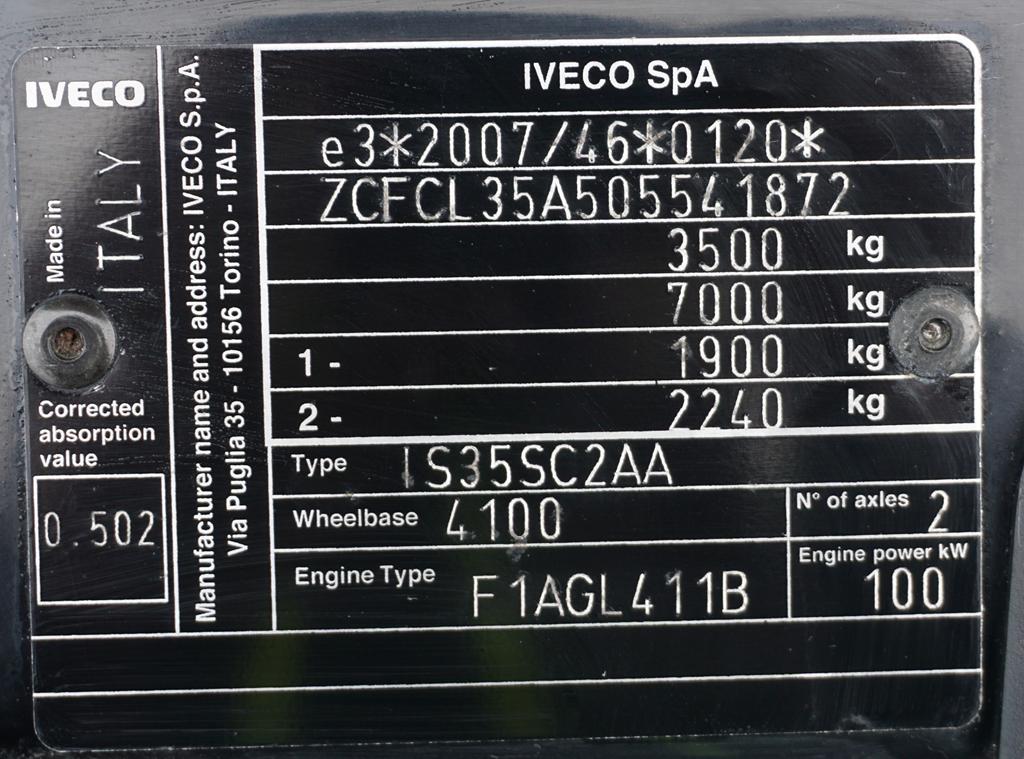 IVECO
Made in
ITALY
Corrected
absorption
value
0.502
Manufacturer name and address: IVECO S.p.A.
Via Puglia 35 - 10156 Torino - ITALY
IVECO SpA
e3*2007/46*0120*
ZCFCL35A505541872
3500 kg
7000 kg
1 - 1900 kg
2 - 2240 kg
Type IS35SC2AA
Wheelbase 4100
N° of axles 2
Engine Type F1AGL411B
Engine power kW
100